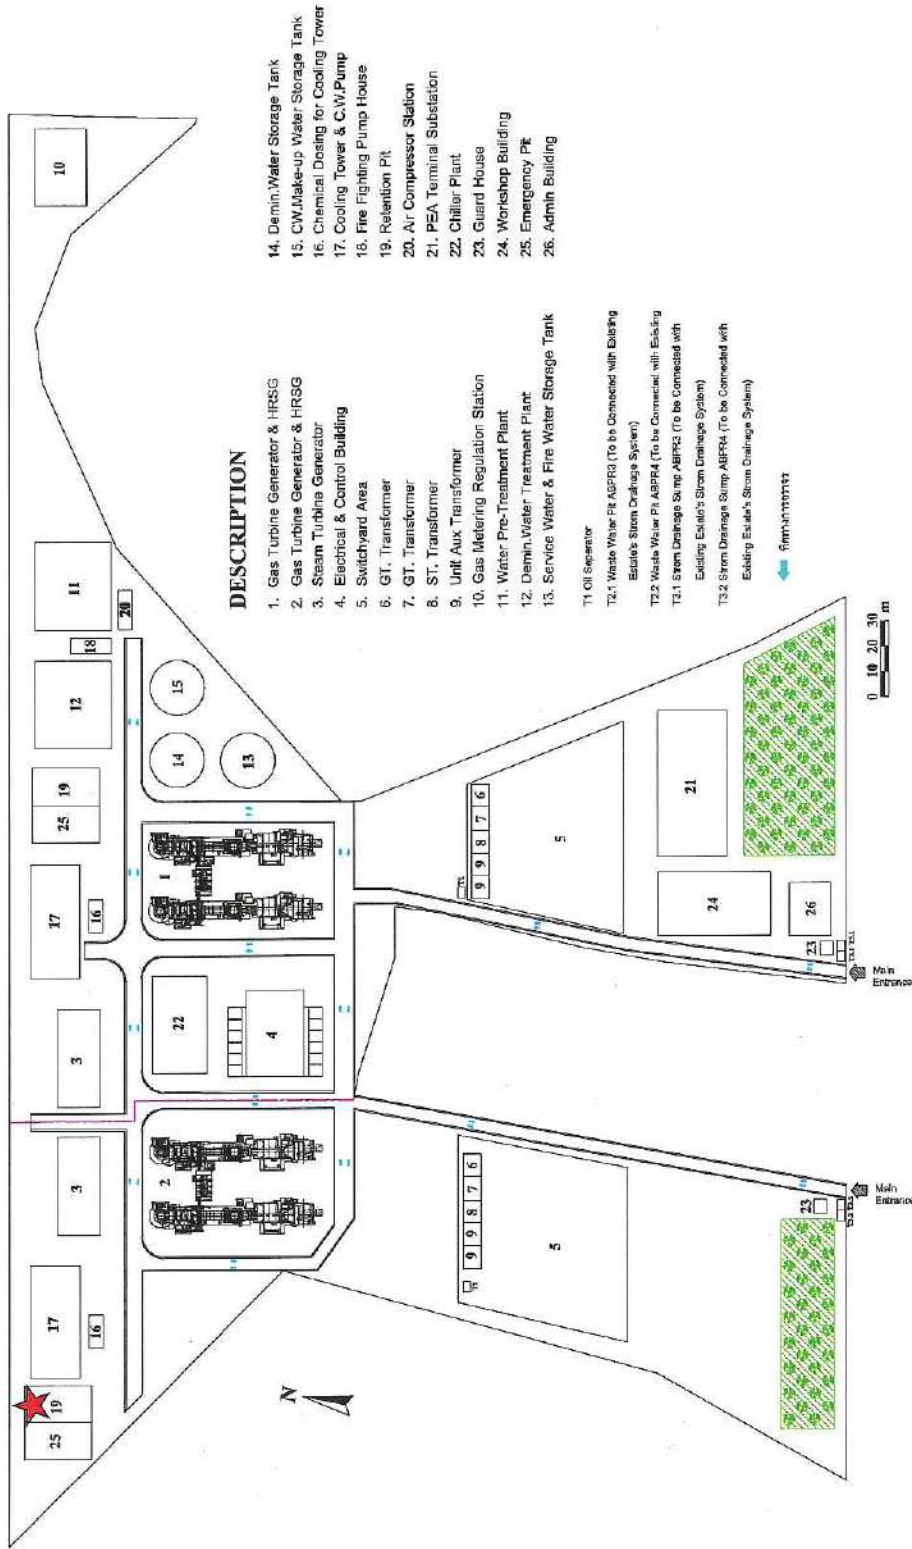 DESCRIPTION
1. Gas Turbine Generator & HRSG
2. Gas Turbine Generator & HRSG
3. Steam Turbine Generator
4. Electrical & Control Building
5. Switchyard Area
6. GT. Transformer
7. GT. Transformer
8. ST. Transformer
9. Unit Aux Transformer
10. Gas Metering Regulation Station
11. Water Pre-Treatment Plant
12. Demin.Water Treatment Plant
13. Service Water & Fire Water Storage Tank
14. Demin.Water Storage Tank
15. CW.Make-up Water Storage Tank
16. Chemical Dosing for Cooling Tower
17. Cooling Tower & C.W.Pump
18. Fire Fighting Pump House
19. Retention Pit
20. Air Compressor Station
21. PEA Terminal Substation
22. Chiller Plant
23. Guard House
24. Workshop Building
25. Emergency Pit
26. Admin Building
T1 Oil Seperator
T2.1 Waste Water Pit ABPR3 (To be Connected with Existing
Estate's Strom Drainage System)
T2.2 Waste Water Pit ABPR4 (To be Connected with Existing
T3.1 Strom Drainage Sump ABPR3 (To be Connected with
Existing Estate's Strom Drainage System)
T3.2 Strom Drainage Sump ABPR4 (To be Connected with
Existing Estate's Strom Drainage System)
0 10 20 30 m
N
25 19
17
16
3
3
17
16
25 19
12
18
11
20
10
2
22
4
1
14
15
13
9 9 8 7 6
5
9 9 8 7 6
5
23
Main
Entrance
24
21
26
23
Main
Entrance